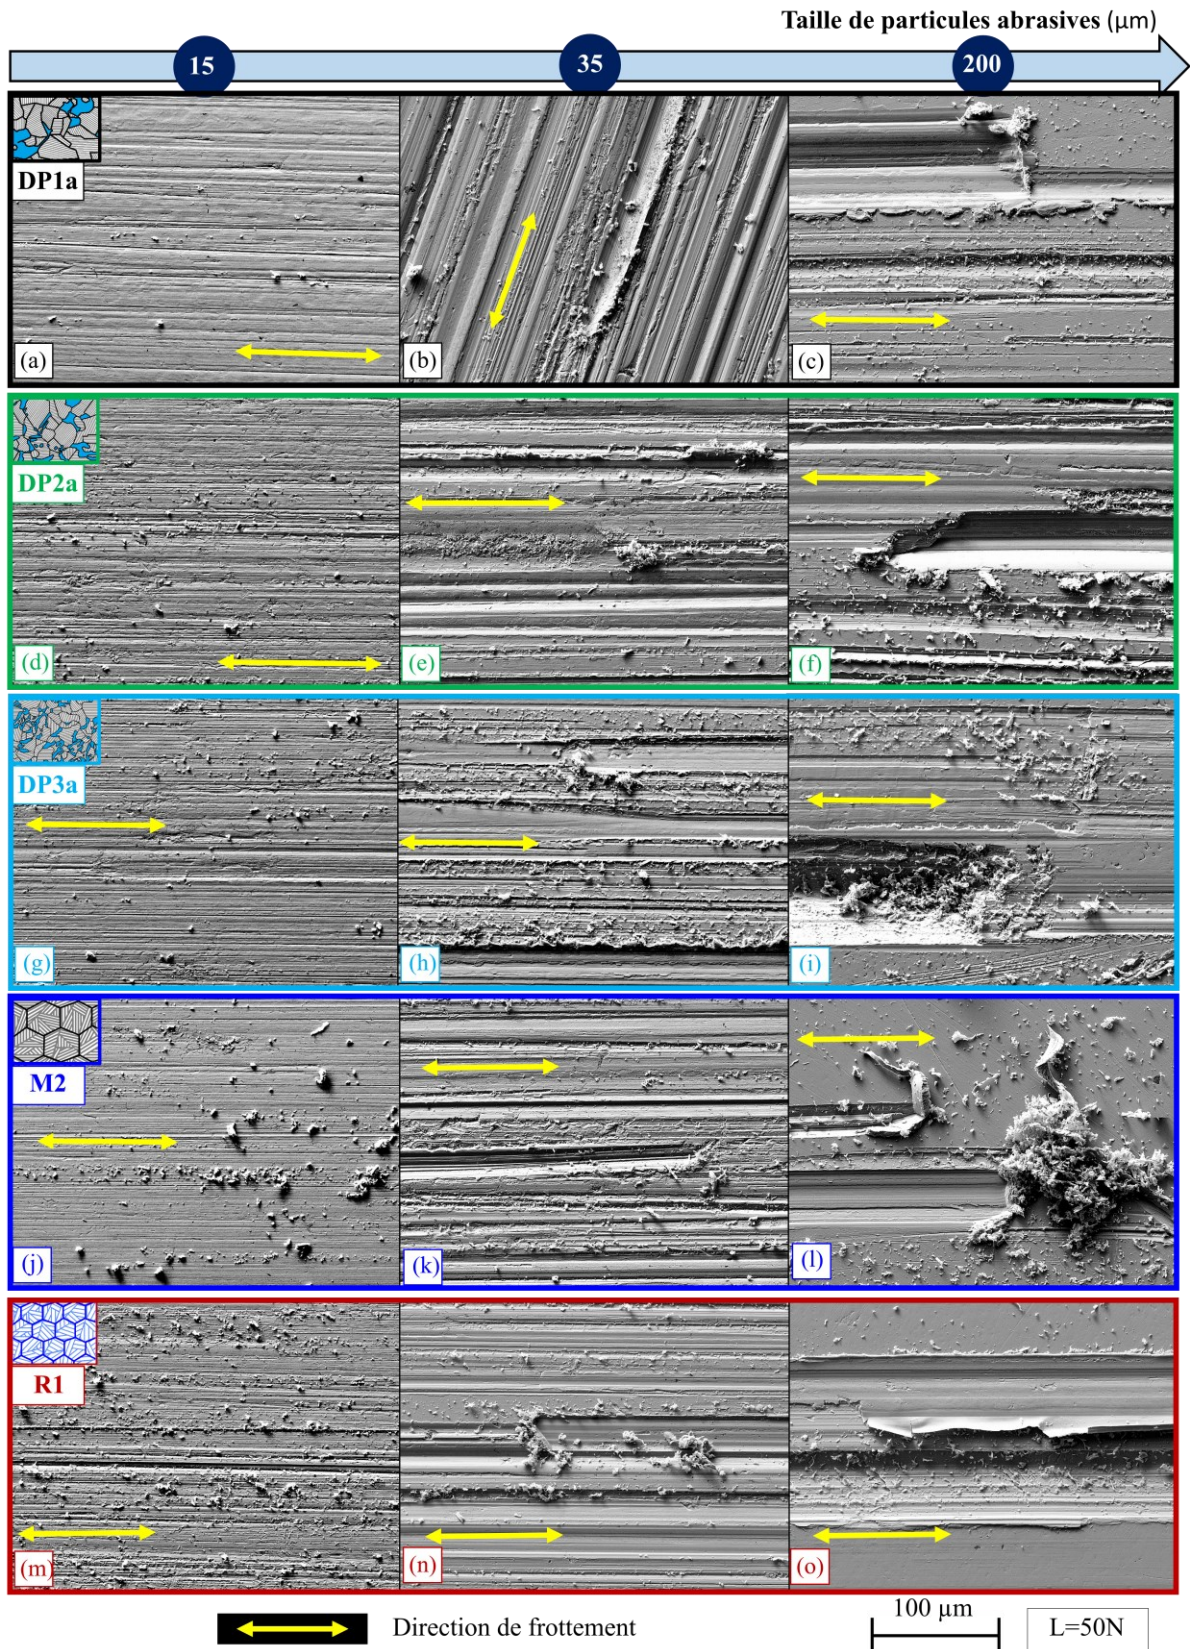 Taille de particules abrasives (µm)
15 35 200
DP1a
(a) (b) (c)
DP2a
(d) (e) (f)
DP3a
(g) (h) (i)
M2
(j) (k) (l)
R1
(m) (n) (o)
Direction de frottement
100 µm
L=50N